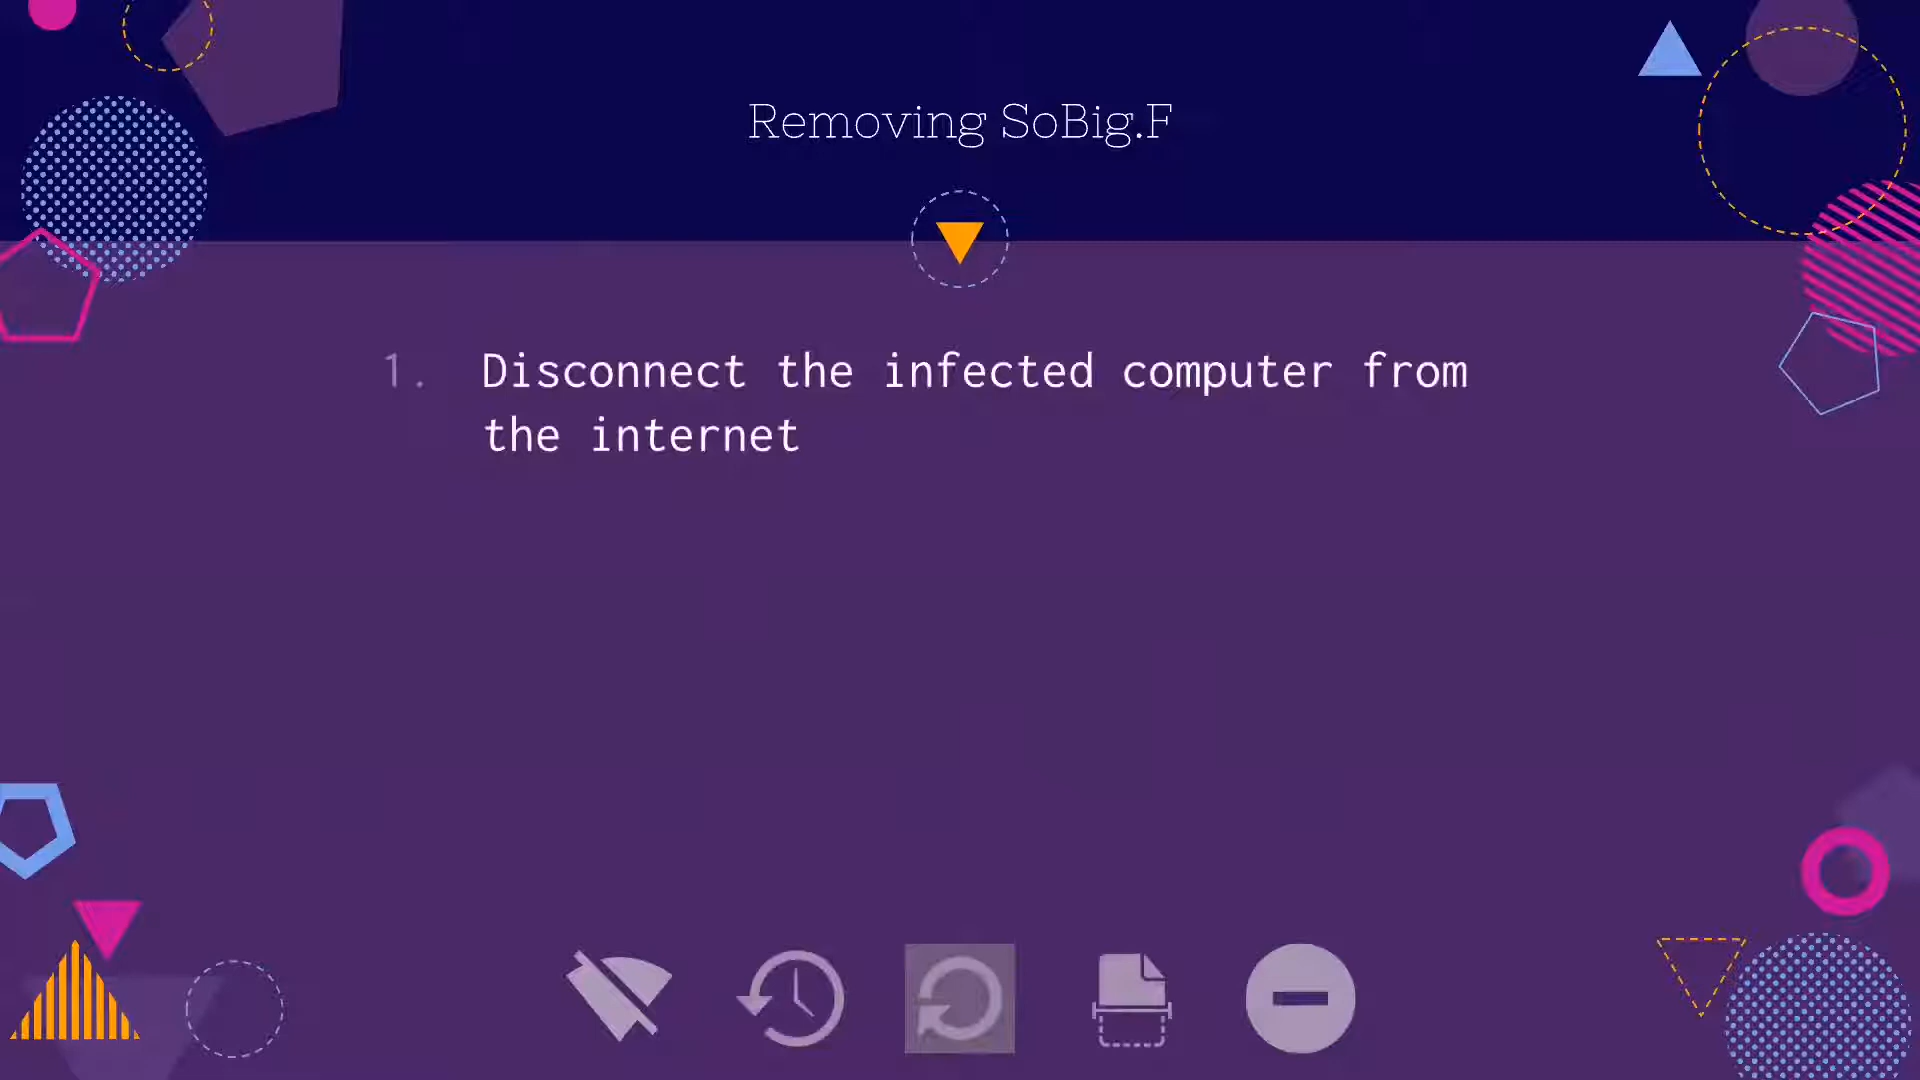 Removing SoBig.F
1. Disconnect the infected computer from
the internet